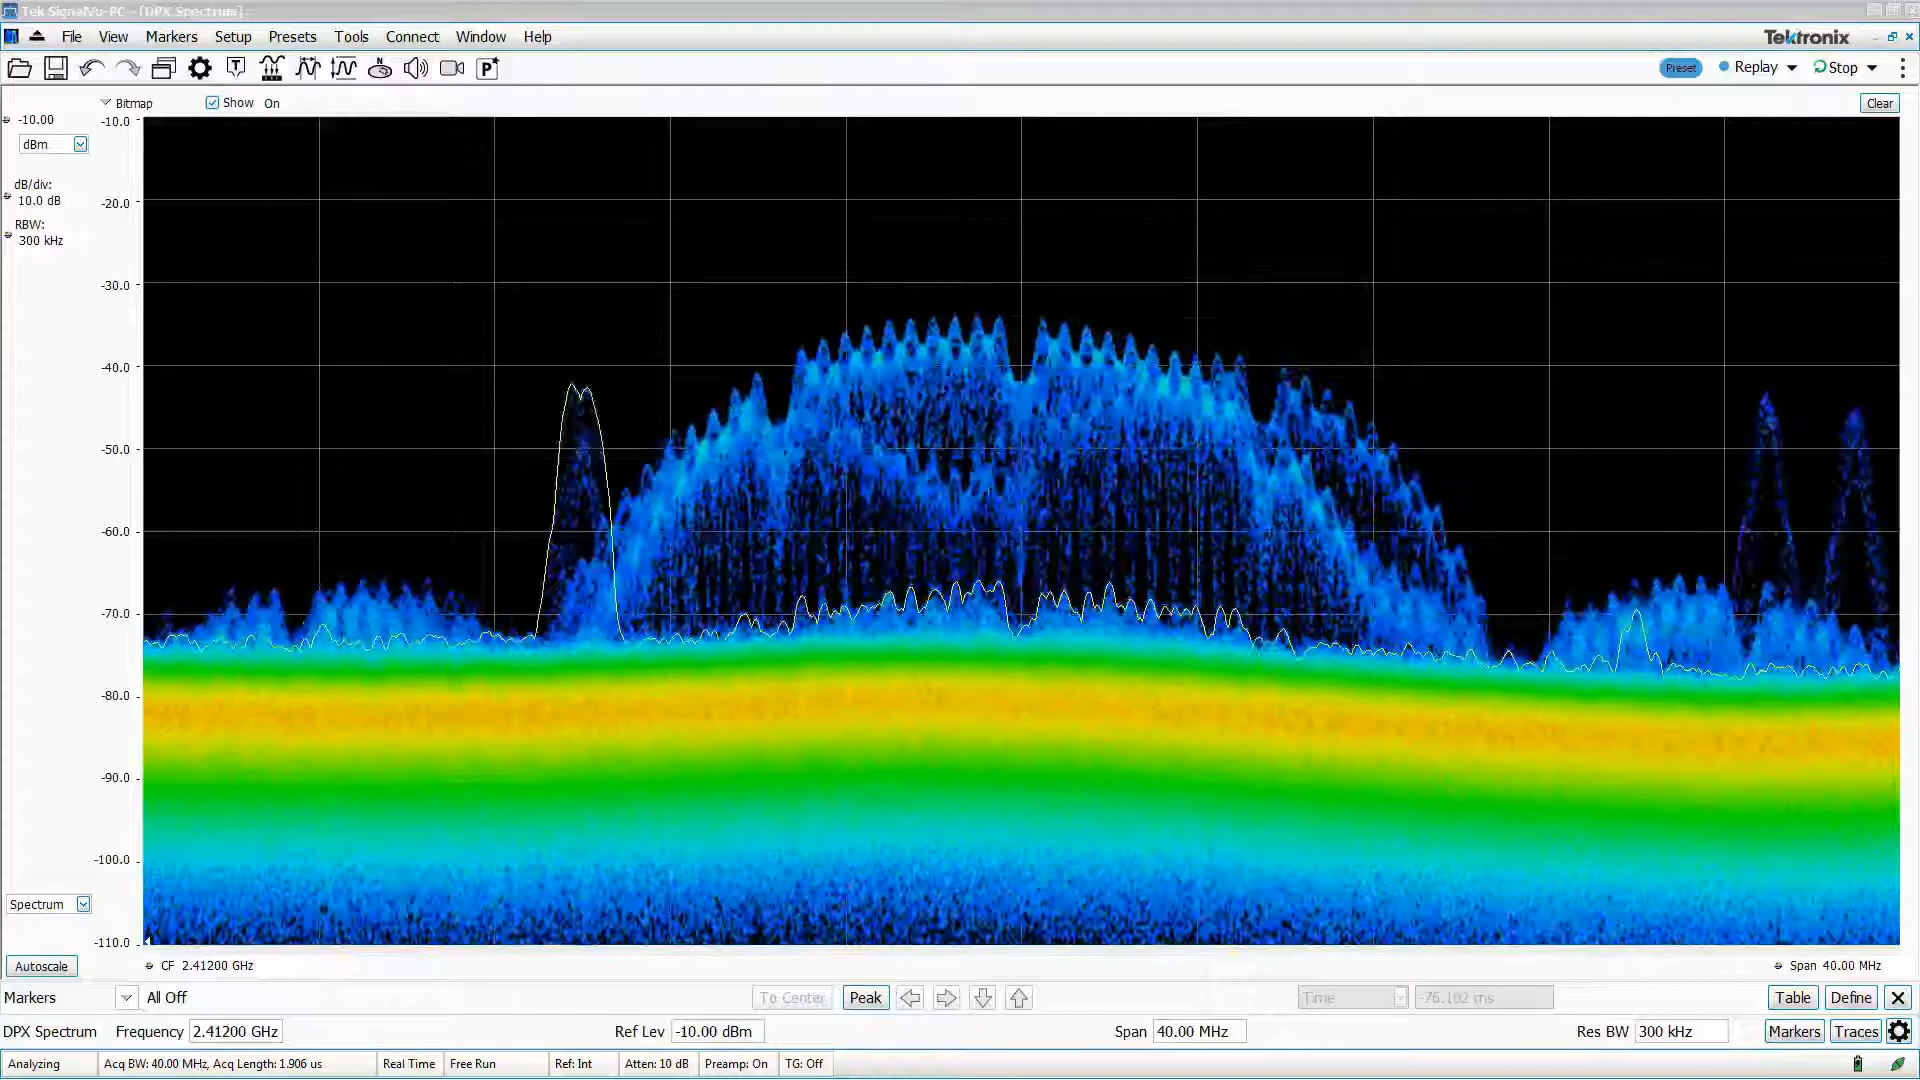 Tek SignalVu-PC - [DPX Spectrum]
File View Markers Setup Presets Tools Connect Window Help
Tektronix
Preset Replay Stop
Bitmap Show On
Clear
-10.00
dBm
dB/div:
10.0 dB
RBW:
300 kHz
-10.0
-20.0
-30.0
-40.0
-50.0
-60.0
-70.0
-80.0
-90.0
-100.0
-110.0
Spectrum
Autoscale
CF 2.41200 GHz
Span 40.00 MHz
Markers All Off To Center Peak Time -76.102 ms Table Define
DPX Spectrum Frequency 2.41200 GHz Ref Lev -10.00 dBm Span 40.00 MHz Res BW 300 kHz Markers Traces
Analyzing Acq BW: 40.00 MHz, Acq Length: 1.906 us Real Time Free Run Ref: Int Atten: 10 dB Preamp: On TG: Off